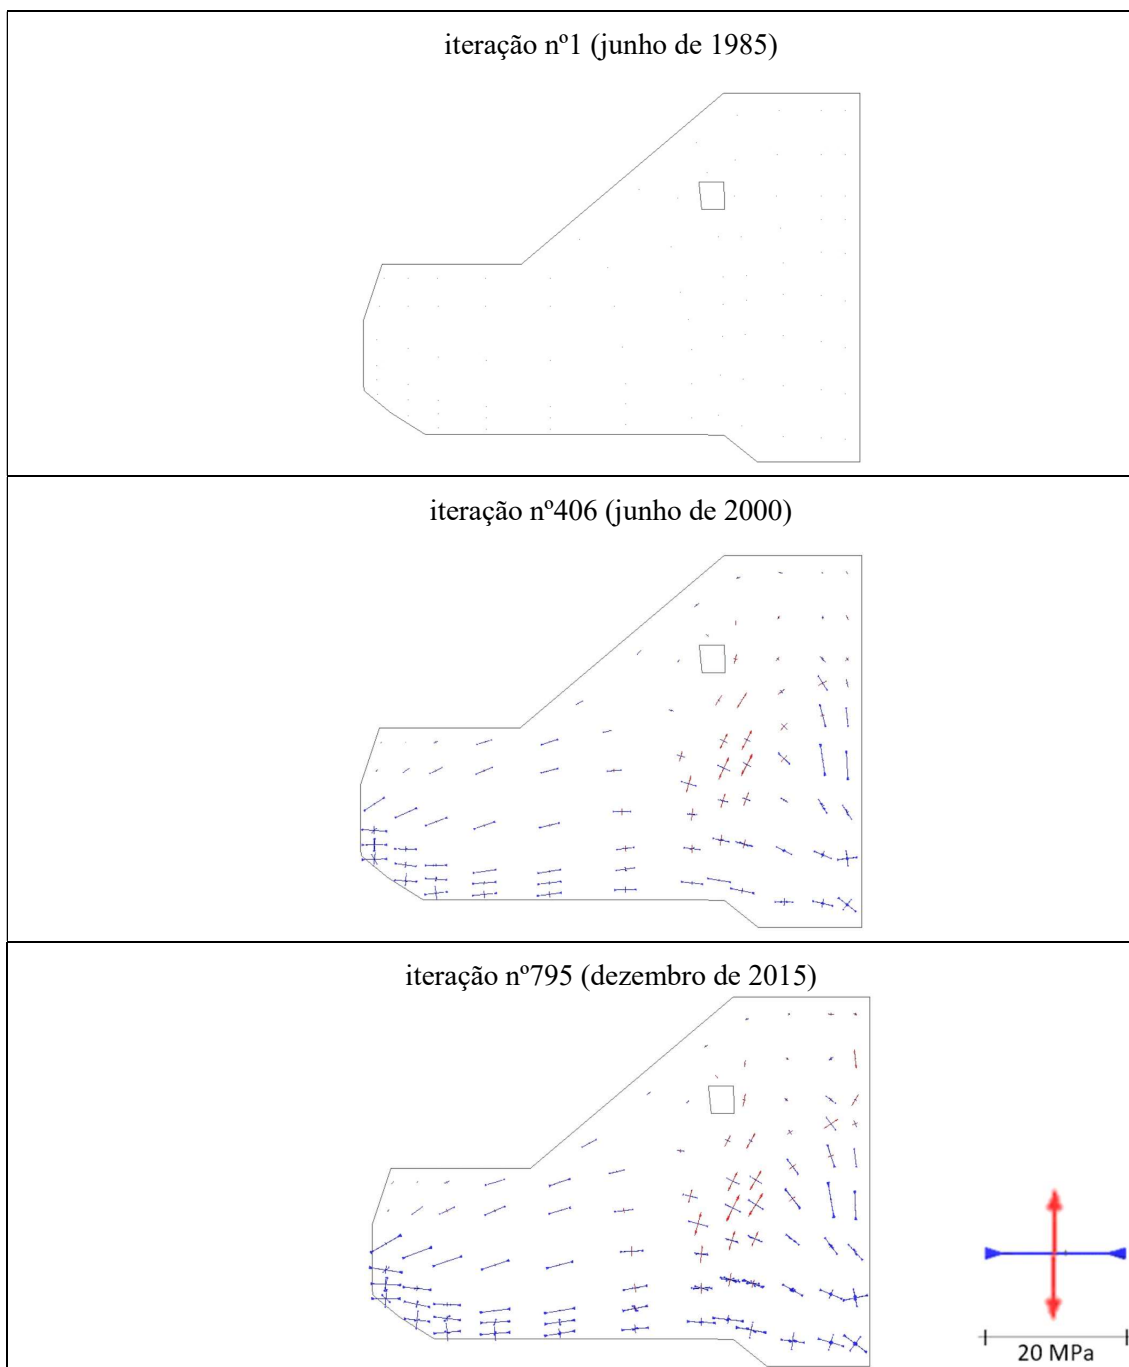 iteração nº1 (junho de 1985)
iteração nº406 (junho de 2000)
iteração nº795 (dezembro de 2015)
20 MPa